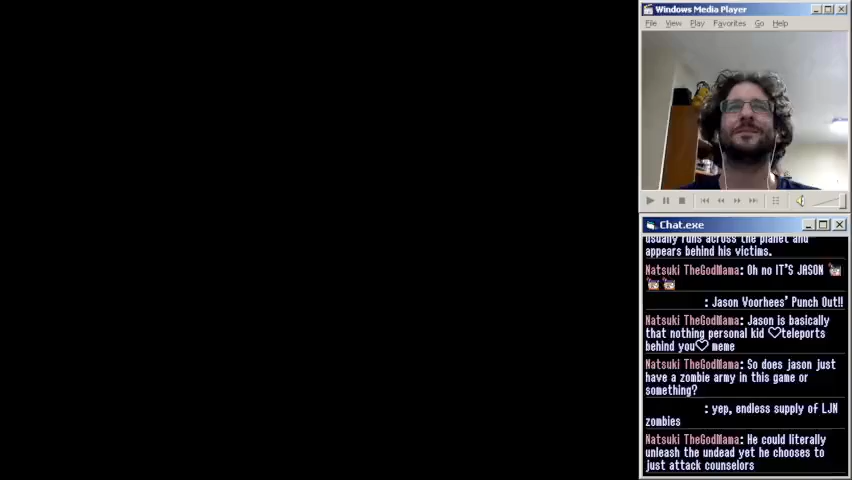 Windows Media Player
File View Play Favorites Go Help
Chat.exe
usually runs across the planet and
appears behind his victims.
Natsuki TheGodMama: Oh no IT'S JASON
: Jason Voorhees' Punch Out!!
Natsuki TheGodMama: Jason is basically
that nothing personal kid ♡teleports
behind you♡ meme
Natsuki TheGodMama: So does jason just
have a zombie army in this game or
something?
: yep, endless supply of LJN
zombies
Natsuki TheGodMama: He could literally
unleash the undead yet he chooses to
just attack counselors